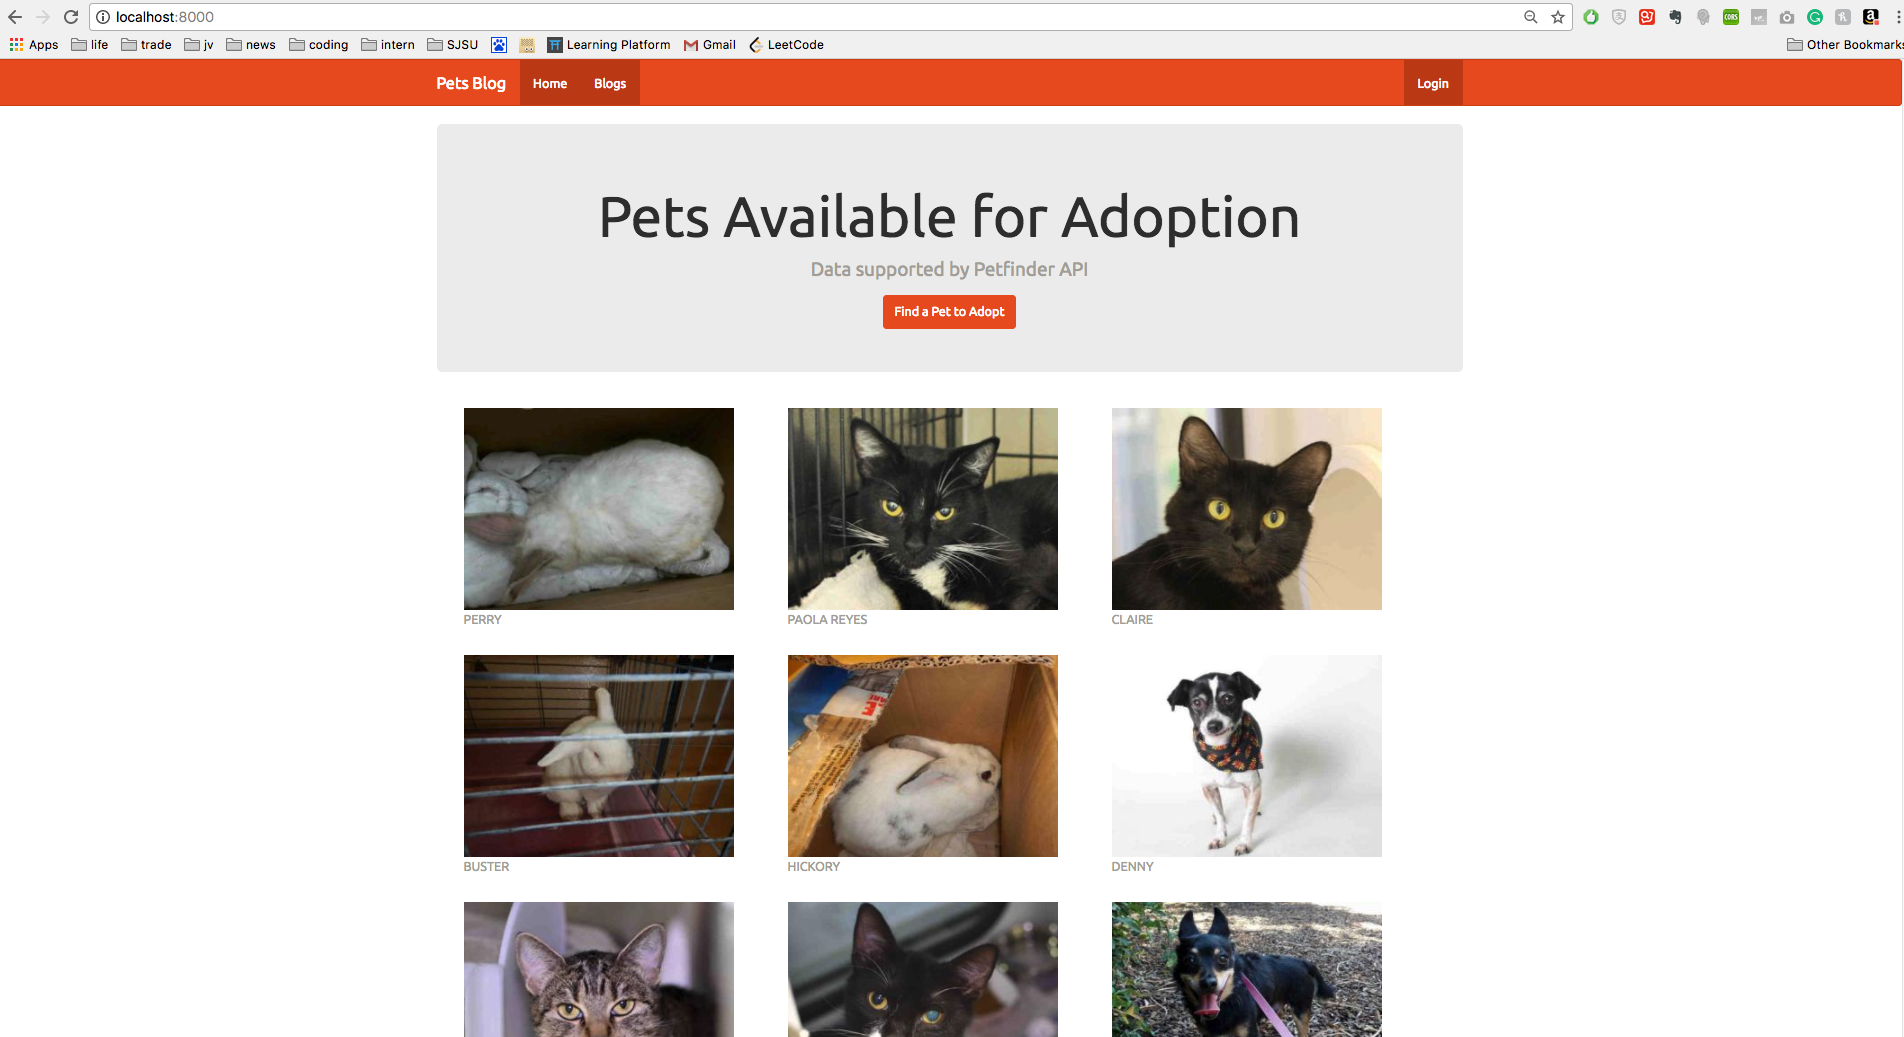 localhost:8000
Apps life trade jv news coding intern SJSU Learning Platform Gmail LeetCode Other Bookmarks
Pets Blog Home Blogs Login
Pets Available for Adoption
Data supported by Petfinder API
Find a Pet to Adopt
PERRY PAOLA REYES CLAIRE
BUSTER HICKORY DENNY